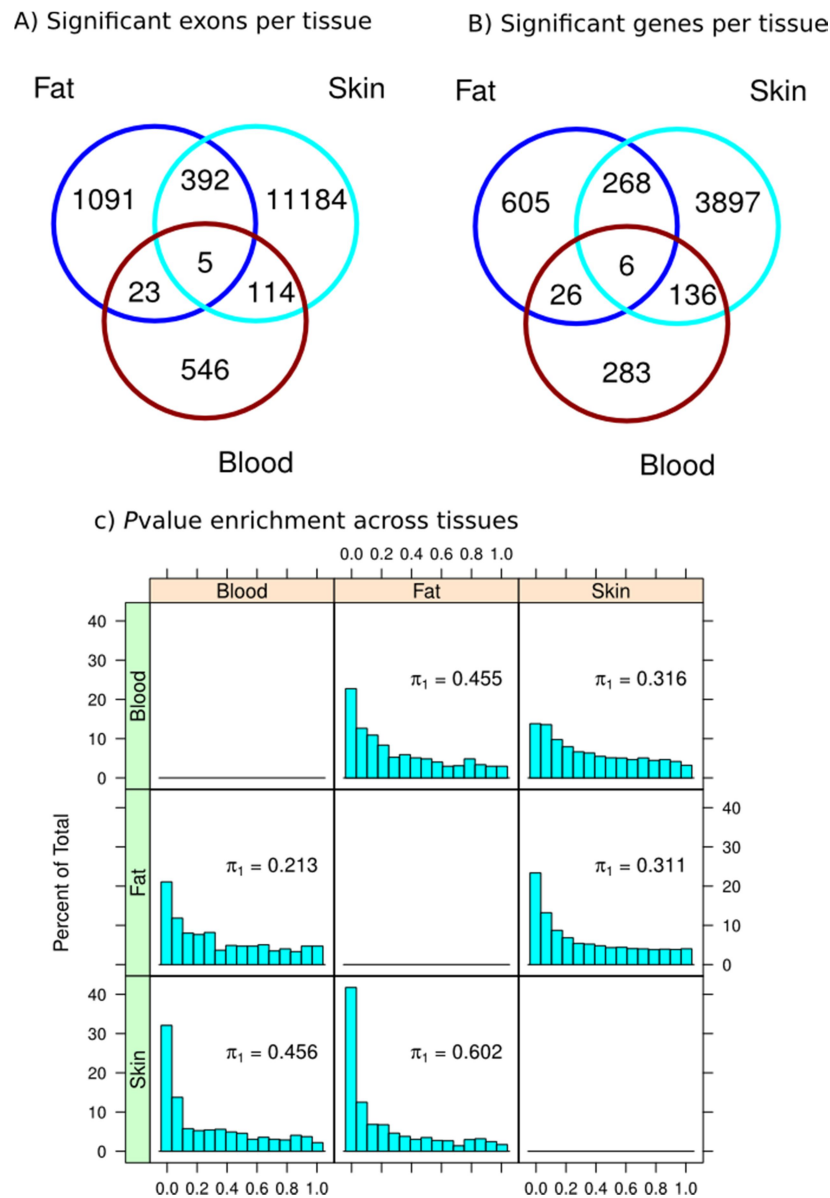 A) Significant exons per tissue
B) Significant genes per tissue
Fat
Skin
1091
392
11184
5
23
114
546
Blood
Fat
Skin
605
268
3897
6
26
136
283
Blood
c) Pvalue enrichment across tissues
0.0 0.2 0.4 0.6 0.8 1.0
Blood
Fat
Skin
Percent of Total
Blood
40
30
20
10
0
π1 = 0.455
π1 = 0.316
Fat
π1 = 0.213
π1 = 0.311
40
30
20
10
0
Skin
40
30
20
10
0
π1 = 0.456
π1 = 0.602
0.0 0.2 0.4 0.6 0.8 1.0
0.0 0.2 0.4 0.6 0.8 1.0